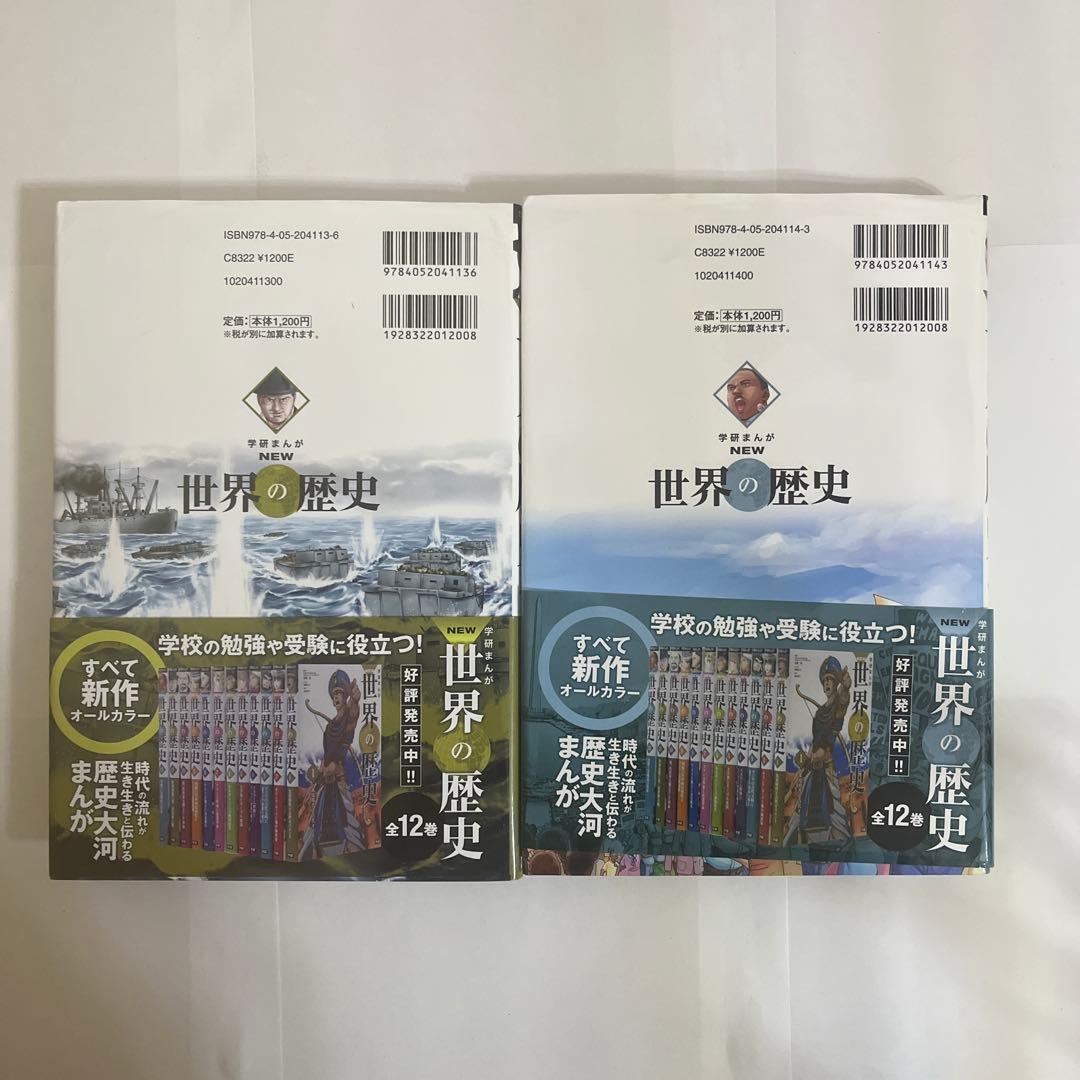 ISBN978-4-05-204113-6
C8322 ¥1200E
1020411300
9784052041136
定価：本体1,200円
※税が別に加算されます。
1928322012008
学研まんが
NEW
世界の歴史
学校の勉強や受験に役立つ!
すべて
新作
オールカラー
好評発売中!!
時代の流れが
生き生きと伝わる
歴史大河
まんが
学研まんが
NEW
世界の歴史
全12巻
世界の歴史
ISBN978-4-05-204114-3
C8322 ¥1200E
1020411400
9784052041143
定価：本体1,200円
※税が別に加算されます。
1928322012008
学研まんが
NEW
世界の歴史
学校の勉強や受験に役立つ!
すべて
新作
オールカラー
好評発売中!!
時代の流れが
生き生きと伝わる
歴史大河
まんが
学研まんが
NEW
世界の歴史
全12巻
世界の歴史